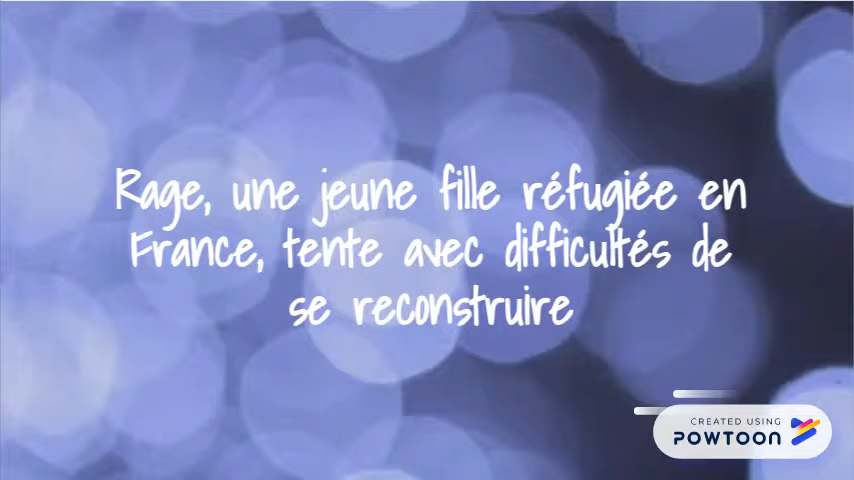 Rage, une jeune fille réfugiée en
France, tente avec difficultés de
se reconstruire
CREATED USING
POWTOON